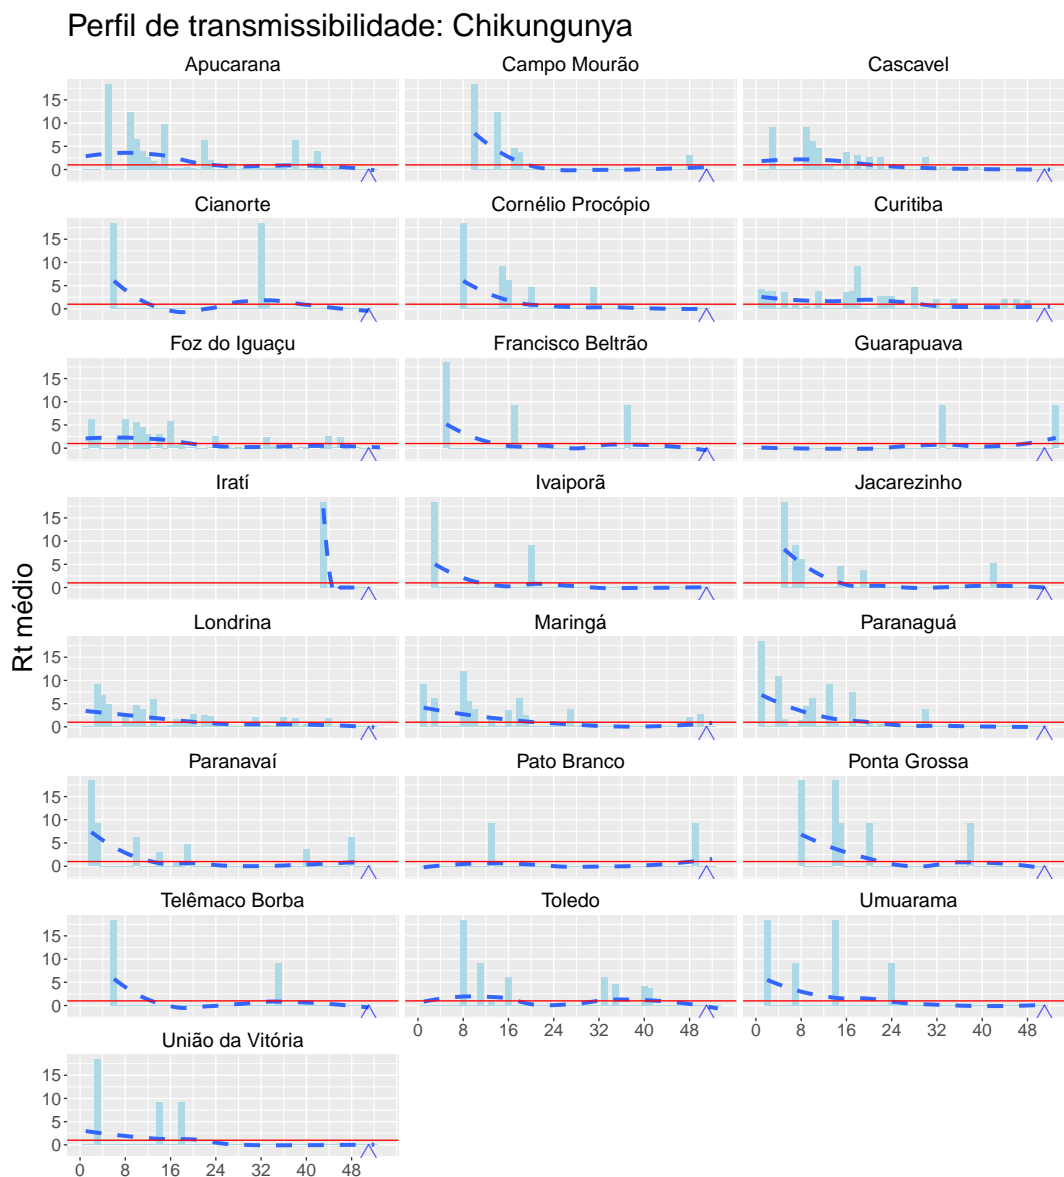 Perfil de transmissibilidade: Chikungunya
Apucarana Campo Mourão Cascavel
15
10
5
0
Cianorte Cornélio Procópio Curitiba
15
10
5
0
Foz do Iguaçu Francisco Beltrão Guarapuava
15
10
5
0
Iratí Ivaiporã Jacarezinho
15
10
5
0
Rt médio
Londrina Maringá Paranaguá
15
10
5
0
Paranavaí Pato Branco Ponta Grossa
15
10
5
0
Telêmaco Borba Toledo Umuarama
15
10
5
0
0 8 16 24 32 40 48 0 8 16 24 32 40 48
União da Vitória
15
10
5
0
0 8 16 24 32 40 48